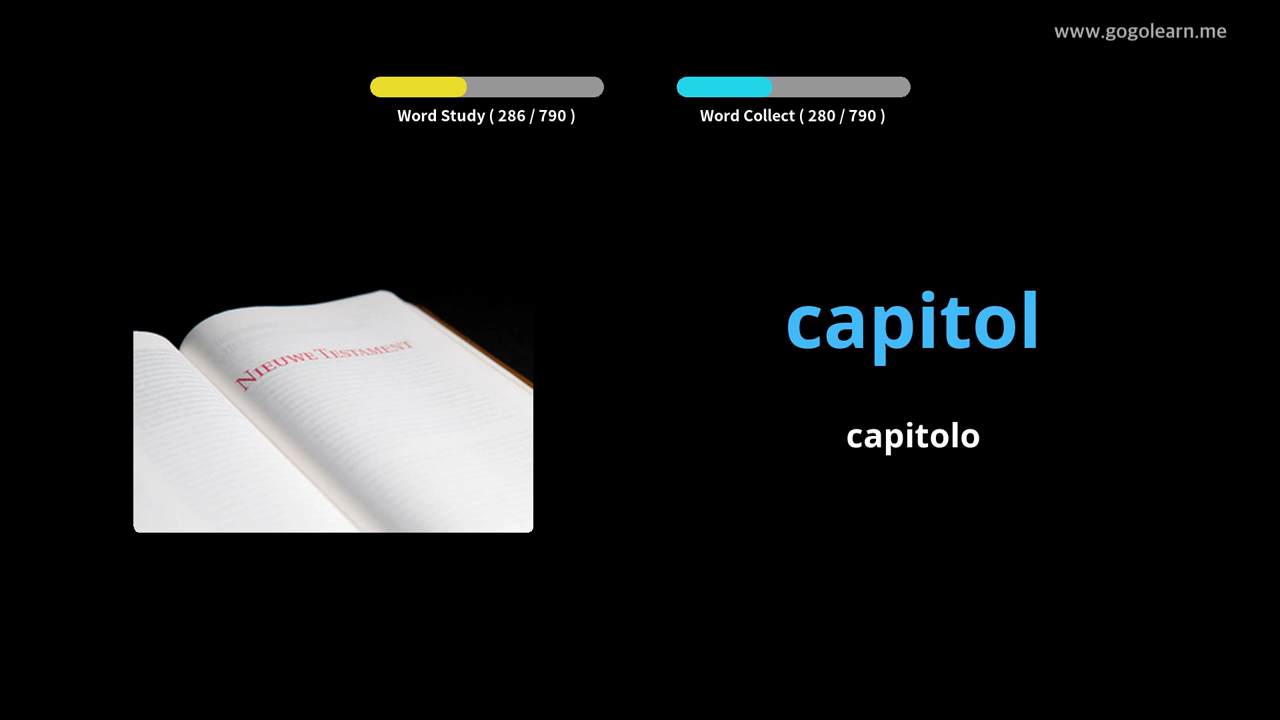 www.gogolearn.me
Word Study ( 286 / 790 )
Word Collect ( 280 / 790 )
NIEUWE TESTAMENT
capitol
capitolo